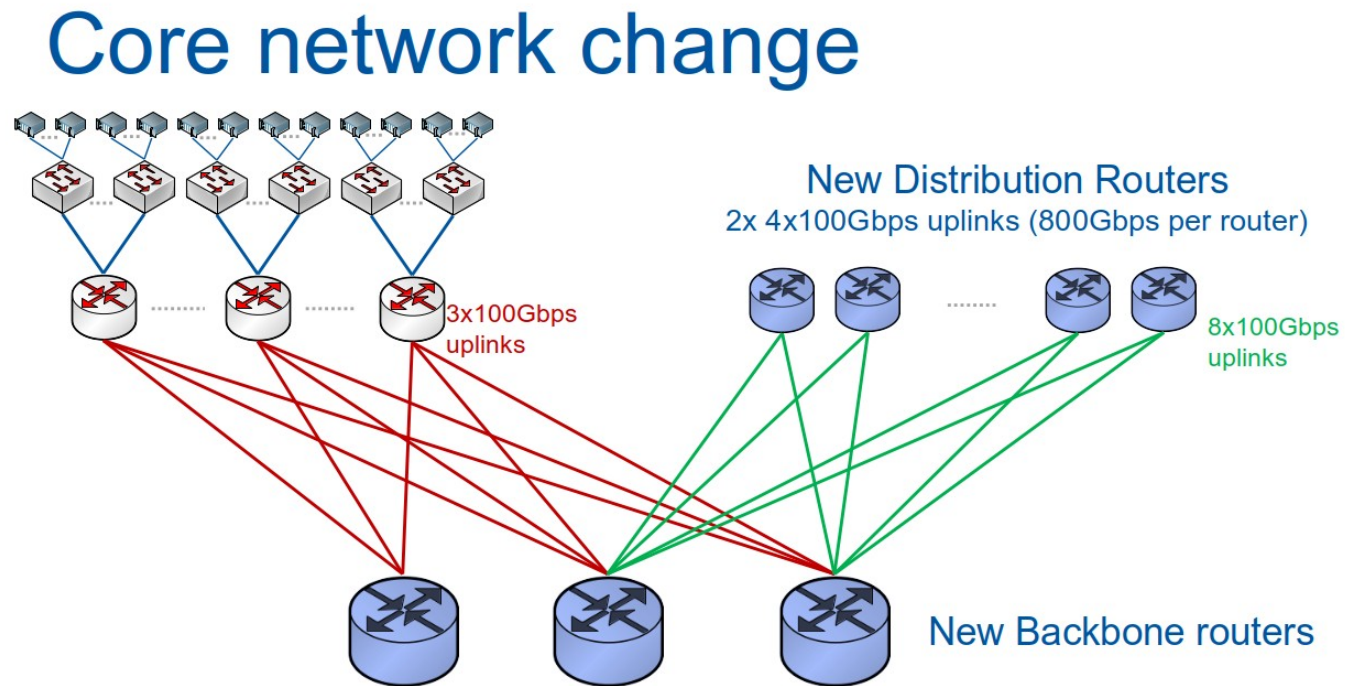 Core network change
New Distribution Routers
2x 4x100Gbps uplinks (800Gbps per router)
3x100Gbps
uplinks
8x100Gbps
uplinks
New Backbone routers